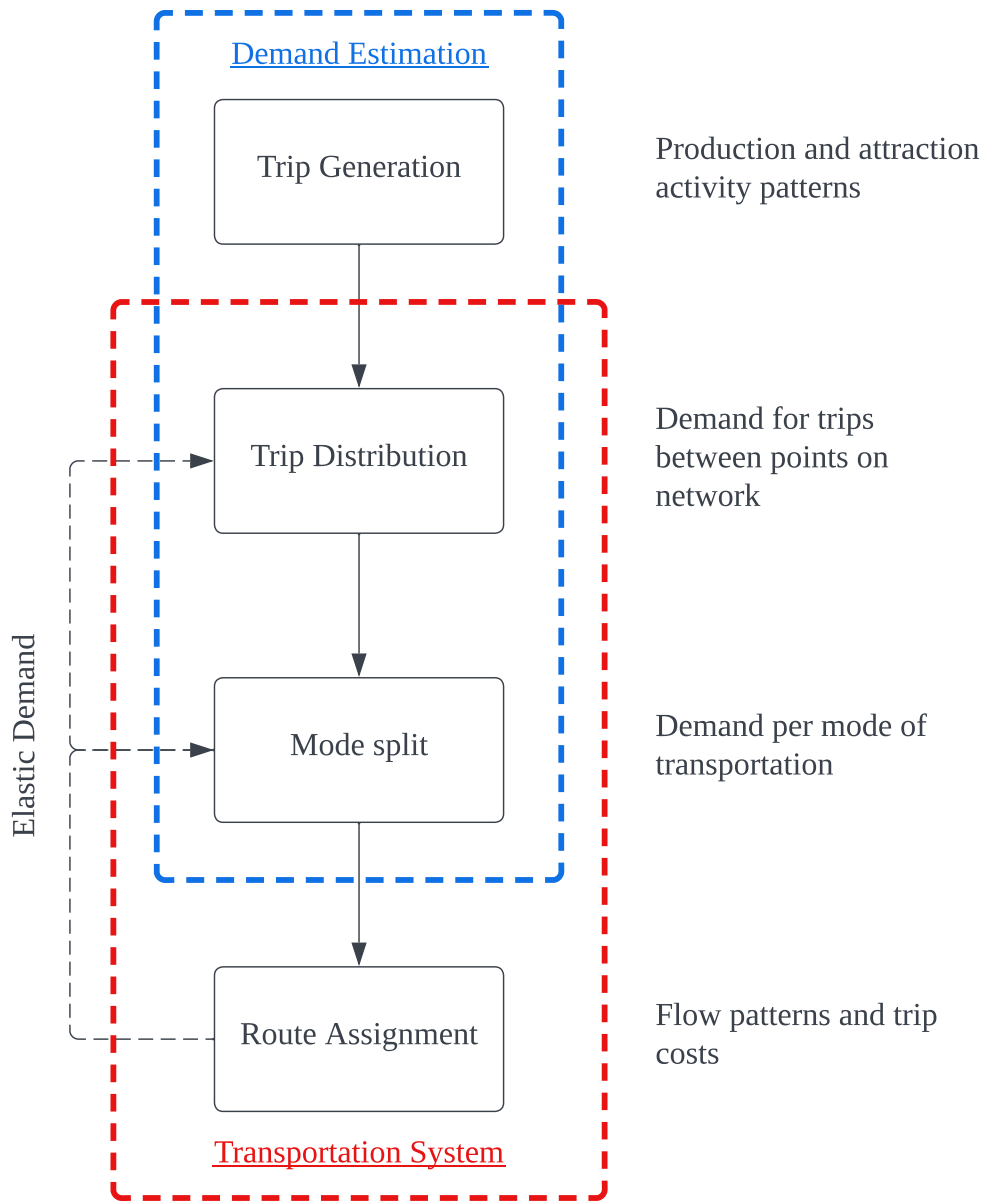 Demand Estimation
Trip Generation
Production and attraction
activity patterns
Trip Distribution
Demand for trips
between points on
network
Elastic Demand
Mode split
Demand per mode of
transportation
Route Assignment
Flow patterns and trip
costs
Transportation System